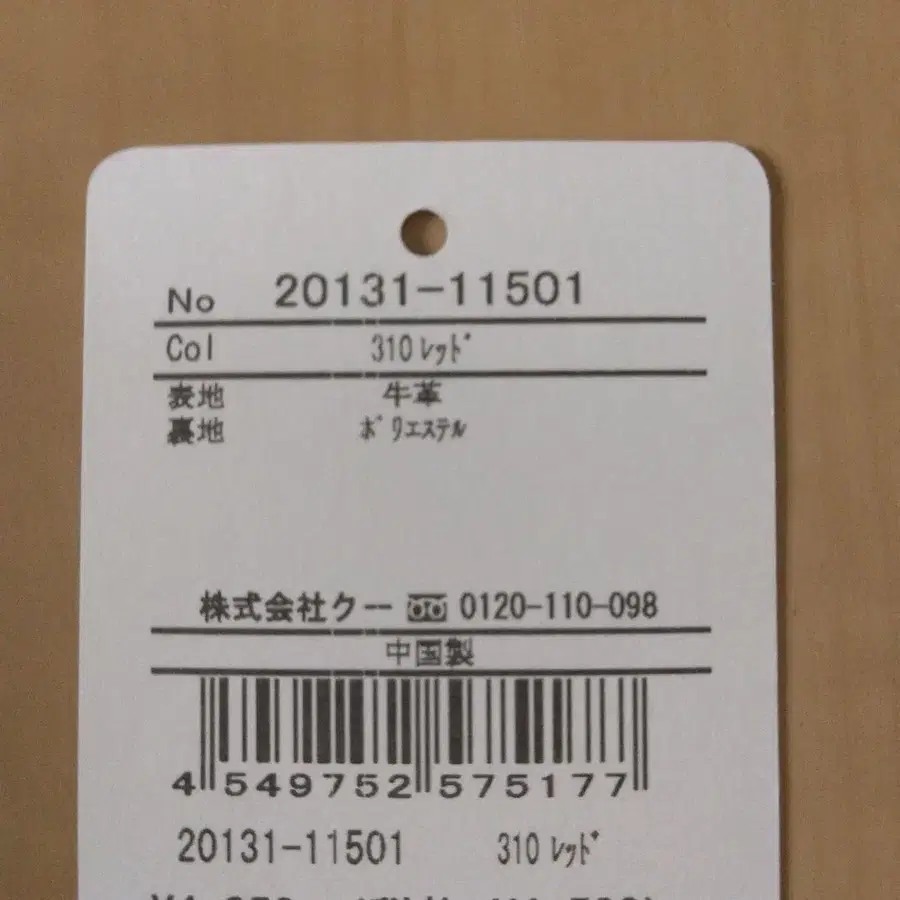 No 20131-11501
Col 310 ﾚｯﾄﾞ
表地 牛革
裏地 ﾎﾟﾘｴｽﾃﾙ
株式会社クー 0120-110-098
中国製
4 549752 575177
20131-11501 310 ﾚｯﾄﾞ